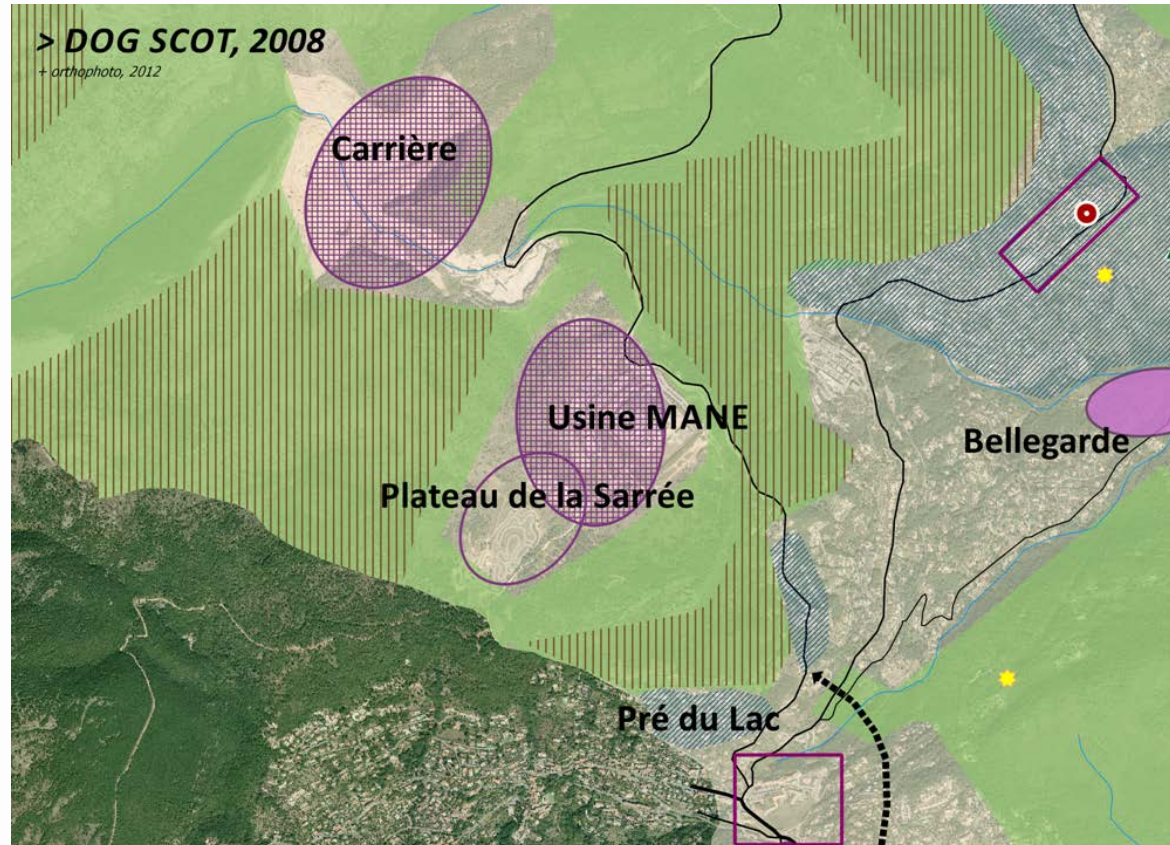 > DOG SCOT, 2008
+ orthophoto, 2012
Carrière
Usine MANE
Bellegarde
Plateau de la Sarrée
Pré du Lac